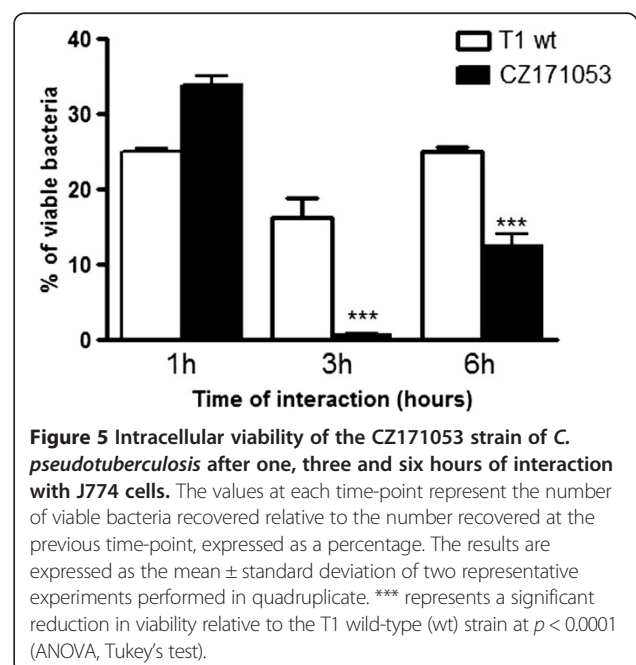 40
30
20
10
0
% of viable bacteria
T1 wt
CZ171053
***
***
1h 3h 6h
Time of interaction (hours)
Figure 5 Intracellular viability of the CZ171053 strain of C.
pseudotuberculosis after one, three and six hours of interaction
with J774 cells. The values at each time-point represent the number
of viable bacteria recovered relative to the number recovered at the
previous time-point, expressed as a percentage. The results are
expressed as the mean ± standard deviation of two representative
experiments performed in quadruplicate. *** represents a significant
reduction in viability relative to the T1 wild-type (wt) strain at p < 0.0001
(ANOVA, Tukey’s test).